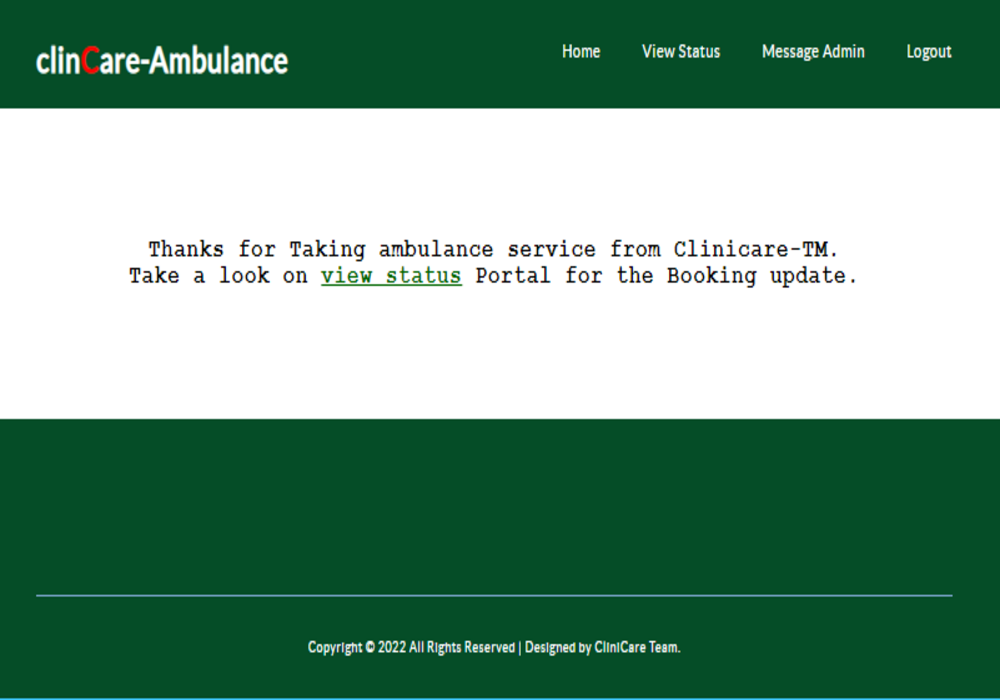 clinCare-Ambulance
Home View Status Message Admin Logout
Thanks for Taking ambulance service from Clinicare-TM.
Take a look on view status Portal for the Booking update.
Copyright © 2022 All Rights Reserved | Designed by CliniCare Team.